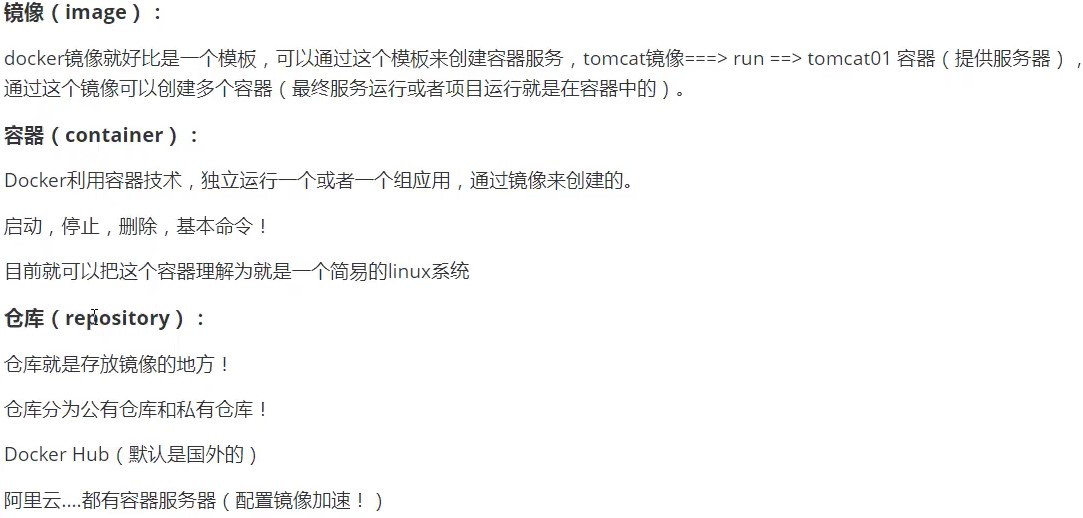 镜像（image）：
docker镜像就好比是一个模板，可以通过这个模板来创建容器服务，tomcat镜像===> run ==> tomcat01 容器（提供服务器），
通过这个镜像可以创建多个容器（最终服务运行或者项目运行就是在容器中的）。
容器（container）：
Docker利用容器技术，独立运行一个或者一个组应用，通过镜像来创建的。
启动，停止，删除，基本命令！
目前就可以把这个容器理解为就是一个简易的linux系统
仓库（repository）：
仓库就是存放镜像的地方！
仓库分为公有仓库和私有仓库！
Docker Hub（默认是国外的）
阿里云....都有容器服务器（配置镜像加速！）